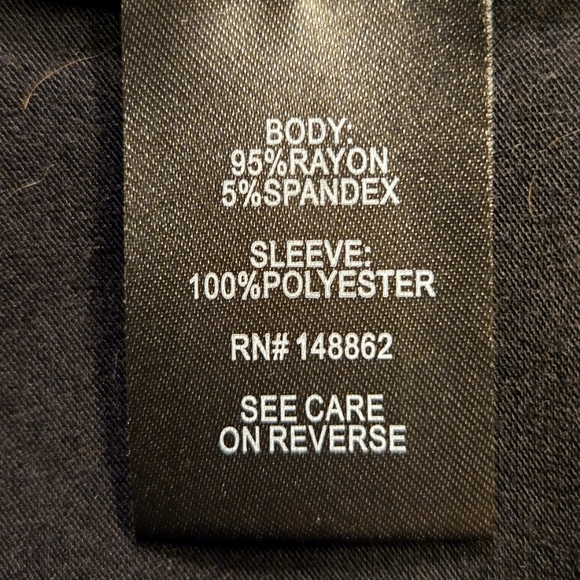 BODY:
95%RAYON
5%SPANDEX
SLEEVE:
100%POLYESTER
RN# 148862
SEE CARE
ON REVERSE